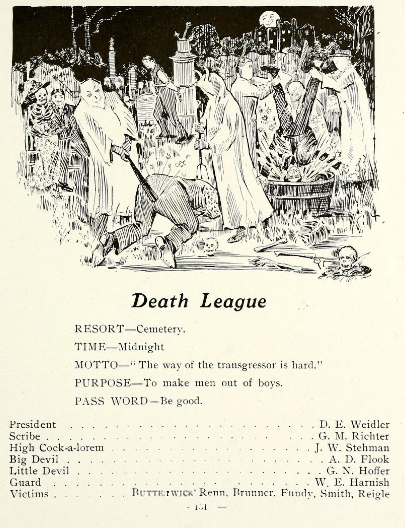 Death League
RESORT—Cemetery.
TIME—Midnight
MOTTO—"The way of the transgressor is hard."
PURPOSE—To make men out of boys.
PASS WORD—Be good.
President . . . . . . . . . . . . . . . . D. E. Weidler
Scribe . . . . . . . . . . . . . . . . G. M. Richter
High Cock-a-lorem . . . . . . . . . . . . . . . . J. W. Stehman
Big Devil . . . . . . . . . . . . . . . . A. D. Flook
Little Devil . . . . . . . . . . . . . . . . G. N. Hoffer
Guard . . . . . . . . . . . . . . . . W. E. Harnish
Victims . . . . . . . Renn, Brunner, Fundy, Smith, Reigle